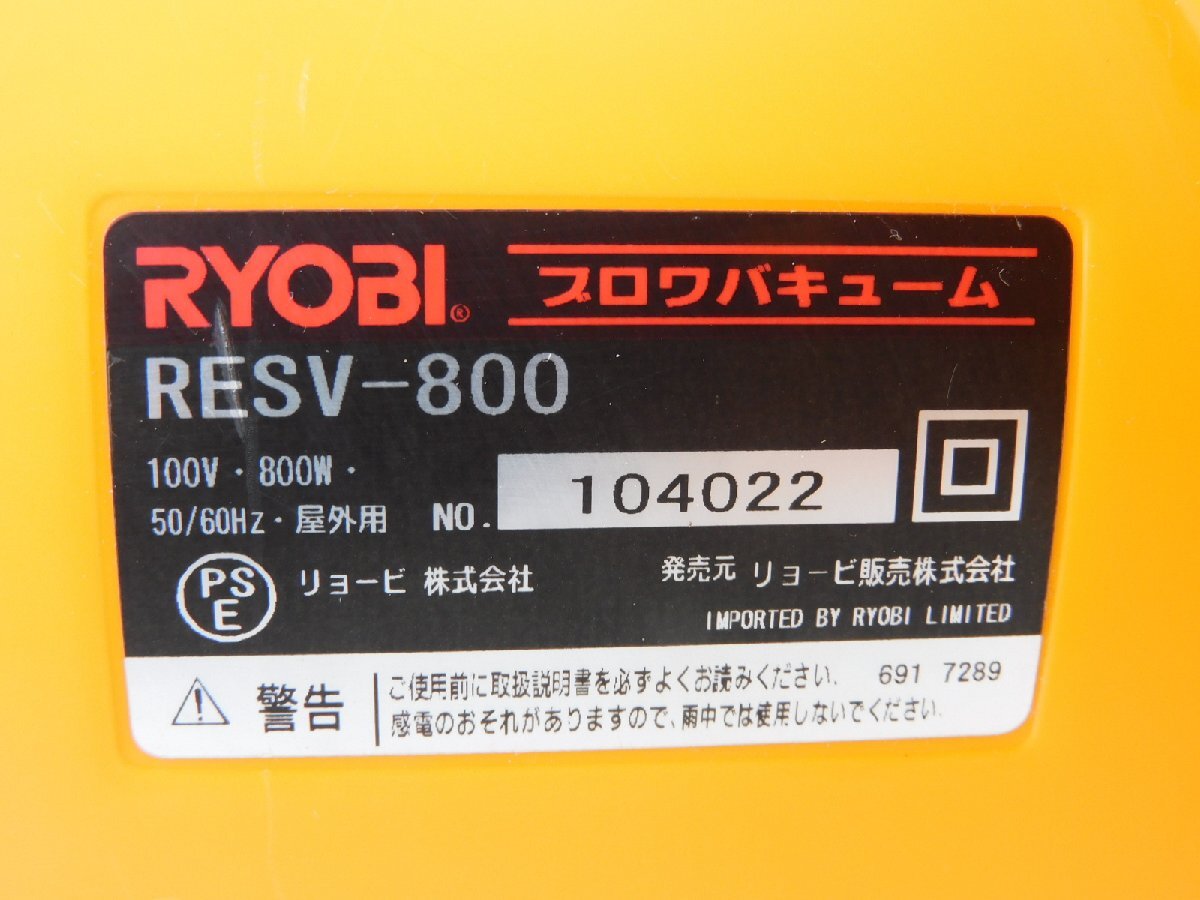 RYOBI® ブロワバキューム
RESV-800
100V・800W・
50/60Hz・屋外用 NO. 104022
PSE リョービ 株式会社 発売元 リョービ販売株式会社
IMPORTED BY RYOBI LIMITED
警告 ご使用前に取扱説明書を必ずよくお読みください. 691 7289
感電のおそれがありますので、雨中では使用しないでください.